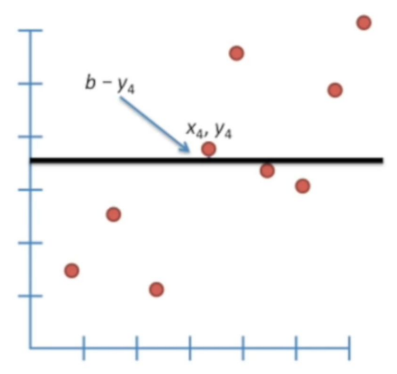 b − y₄
x₄, y₄